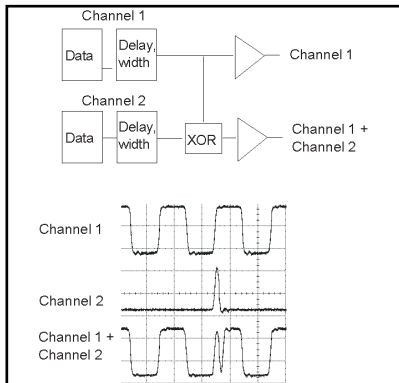 Channel 1
Data
Delay,
width
Channel 1
Channel 2
Data
Delay,
width
XOR
Channel 1 +
Channel 2
Channel 1
Channel 2
Channel 1 +
Channel 2